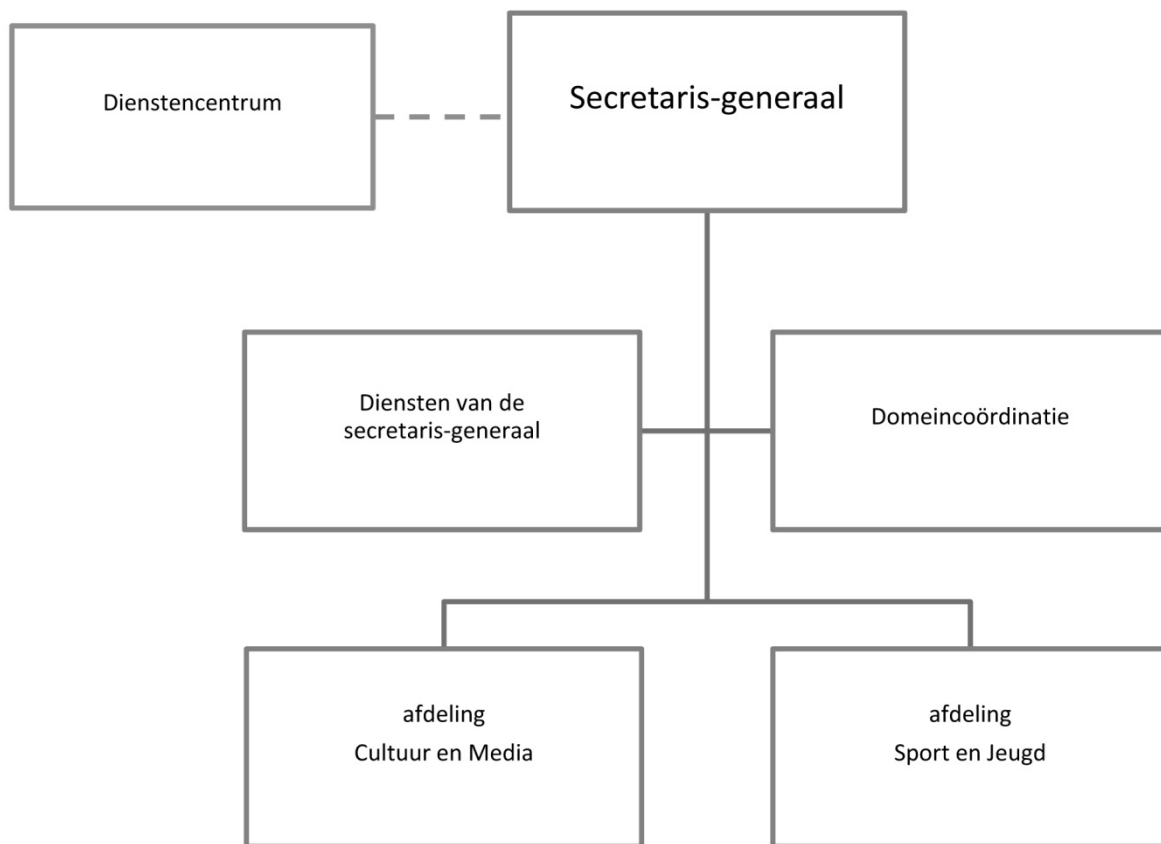 Dienstencentrum
Secretaris-generaal
Diensten van de
secretaris-generaal
Domeincoördinatie
afdeling
Cultuur en Media
afdeling
Sport en Jeugd